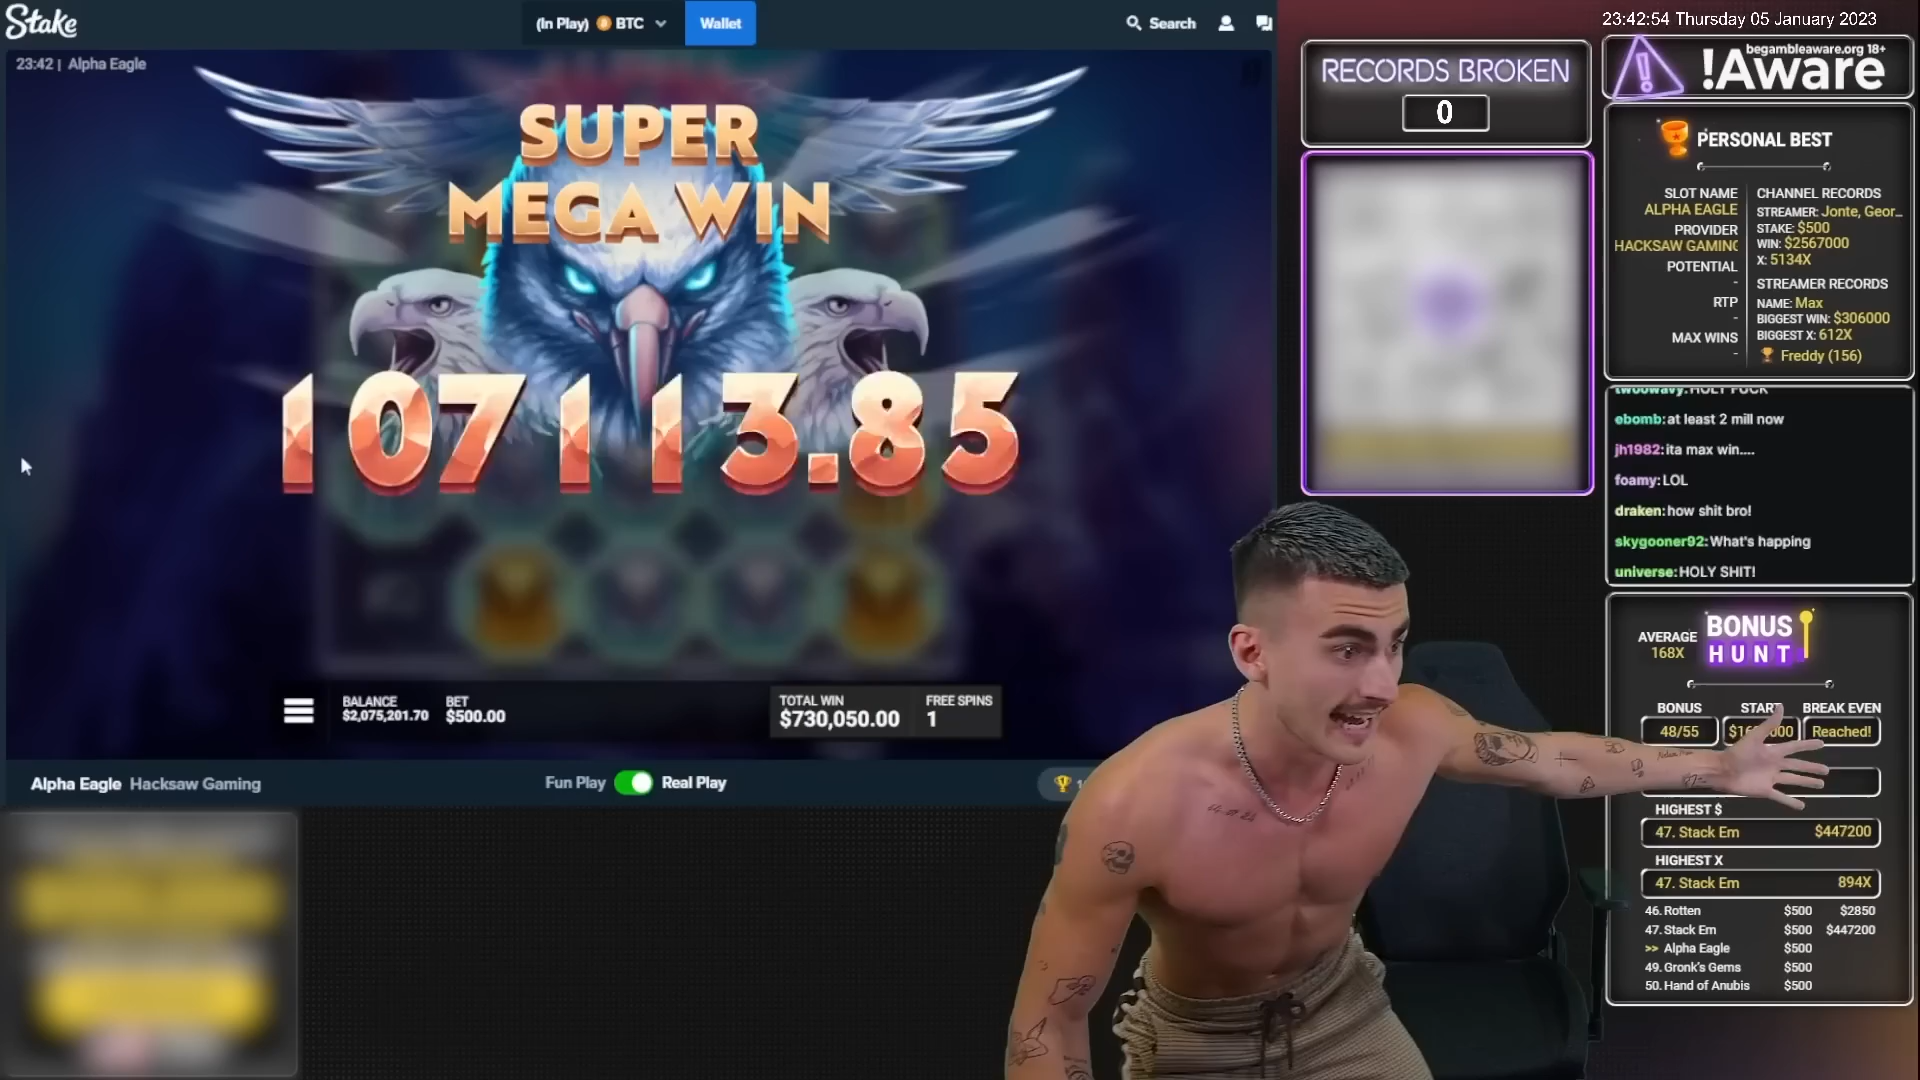 Stake
(In Play) BTC
Wallet
Search
23:42 | Alpha Eagle
SUPER
MEGA WIN
107113.85
BALANCE
$2,075,201.70
BET
$500.00
TOTAL WIN
$730,050.00
FREE SPINS
1
Alpha Eagle Hacksaw Gaming
Fun Play Real Play
RECORDS BROKEN
0
23:42:54 Thursday 05 January 2023
begambleaware.org 18+
!Aware
PERSONAL BEST
SLOT NAME
ALPHA EAGLE
PROVIDER
HACKSAW GAMING
POTENTIAL
-
RTP
-
MAX WINS
-
CHANNEL RECORDS
STREAMER: Jonte, Geor...
STAKE: $500
WIN: $2567000
X: 5134X
STREAMER RECORDS
NAME: Max
BIGGEST WIN: $306000
BIGGEST X: 612X
Freddy (156)
twoowavy: HOLY FUCK
ebomb: at least 2 mill now
jh1982: ita max win....
foamy: LOL
draken: how shit bro!
skygooner92: What's happing
universe: HOLY SHIT!
AVERAGE
168X
BONUS
HUNT
BONUS
48/55
START
BREAK EVEN
Reached!
HIGHEST $
47. Stack Em $447200
HIGHEST X
47. Stack Em 894X
46. Rotten $500 $2850
47. Stack Em $500 $447200
>> Alpha Eagle $500
49. Gronk's Gems $500
50. Hand of Anubis $500